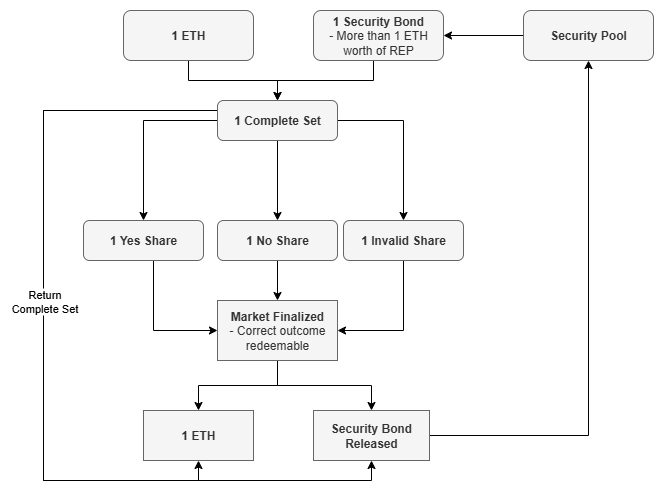 1 ETH
1 Security Bond
- More than 1 ETH
worth of REP
Security Pool
1 Complete Set
1 Yes Share
1 No Share
1 Invalid Share
Return
Complete Set
Market Finalized
- Correct outcome
redeemable
1 ETH
Security Bond
Released